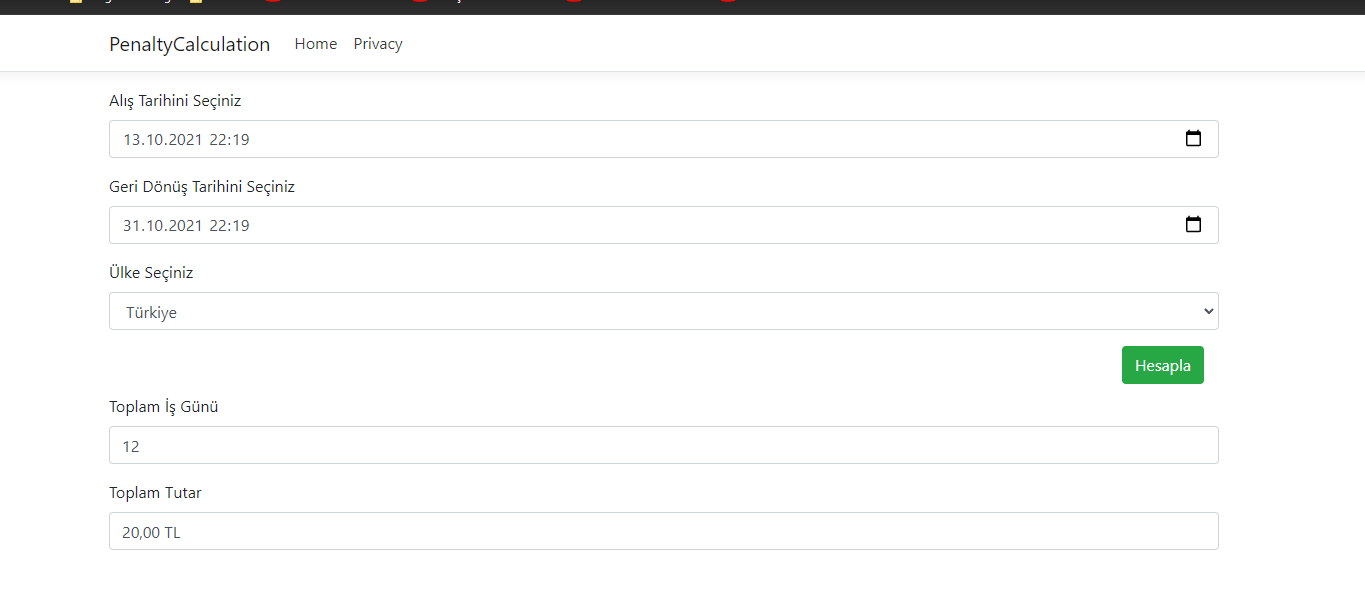 PenaltyCalculation Home Privacy
Alış Tarihini Seçiniz
13.10.2021 22:19
Geri Dönüş Tarihini Seçiniz
31.10.2021 22:19
Ülke Seçiniz
Türkiye
Hesapla
Toplam İş Günü
12
Toplam Tutar
20,00 TL